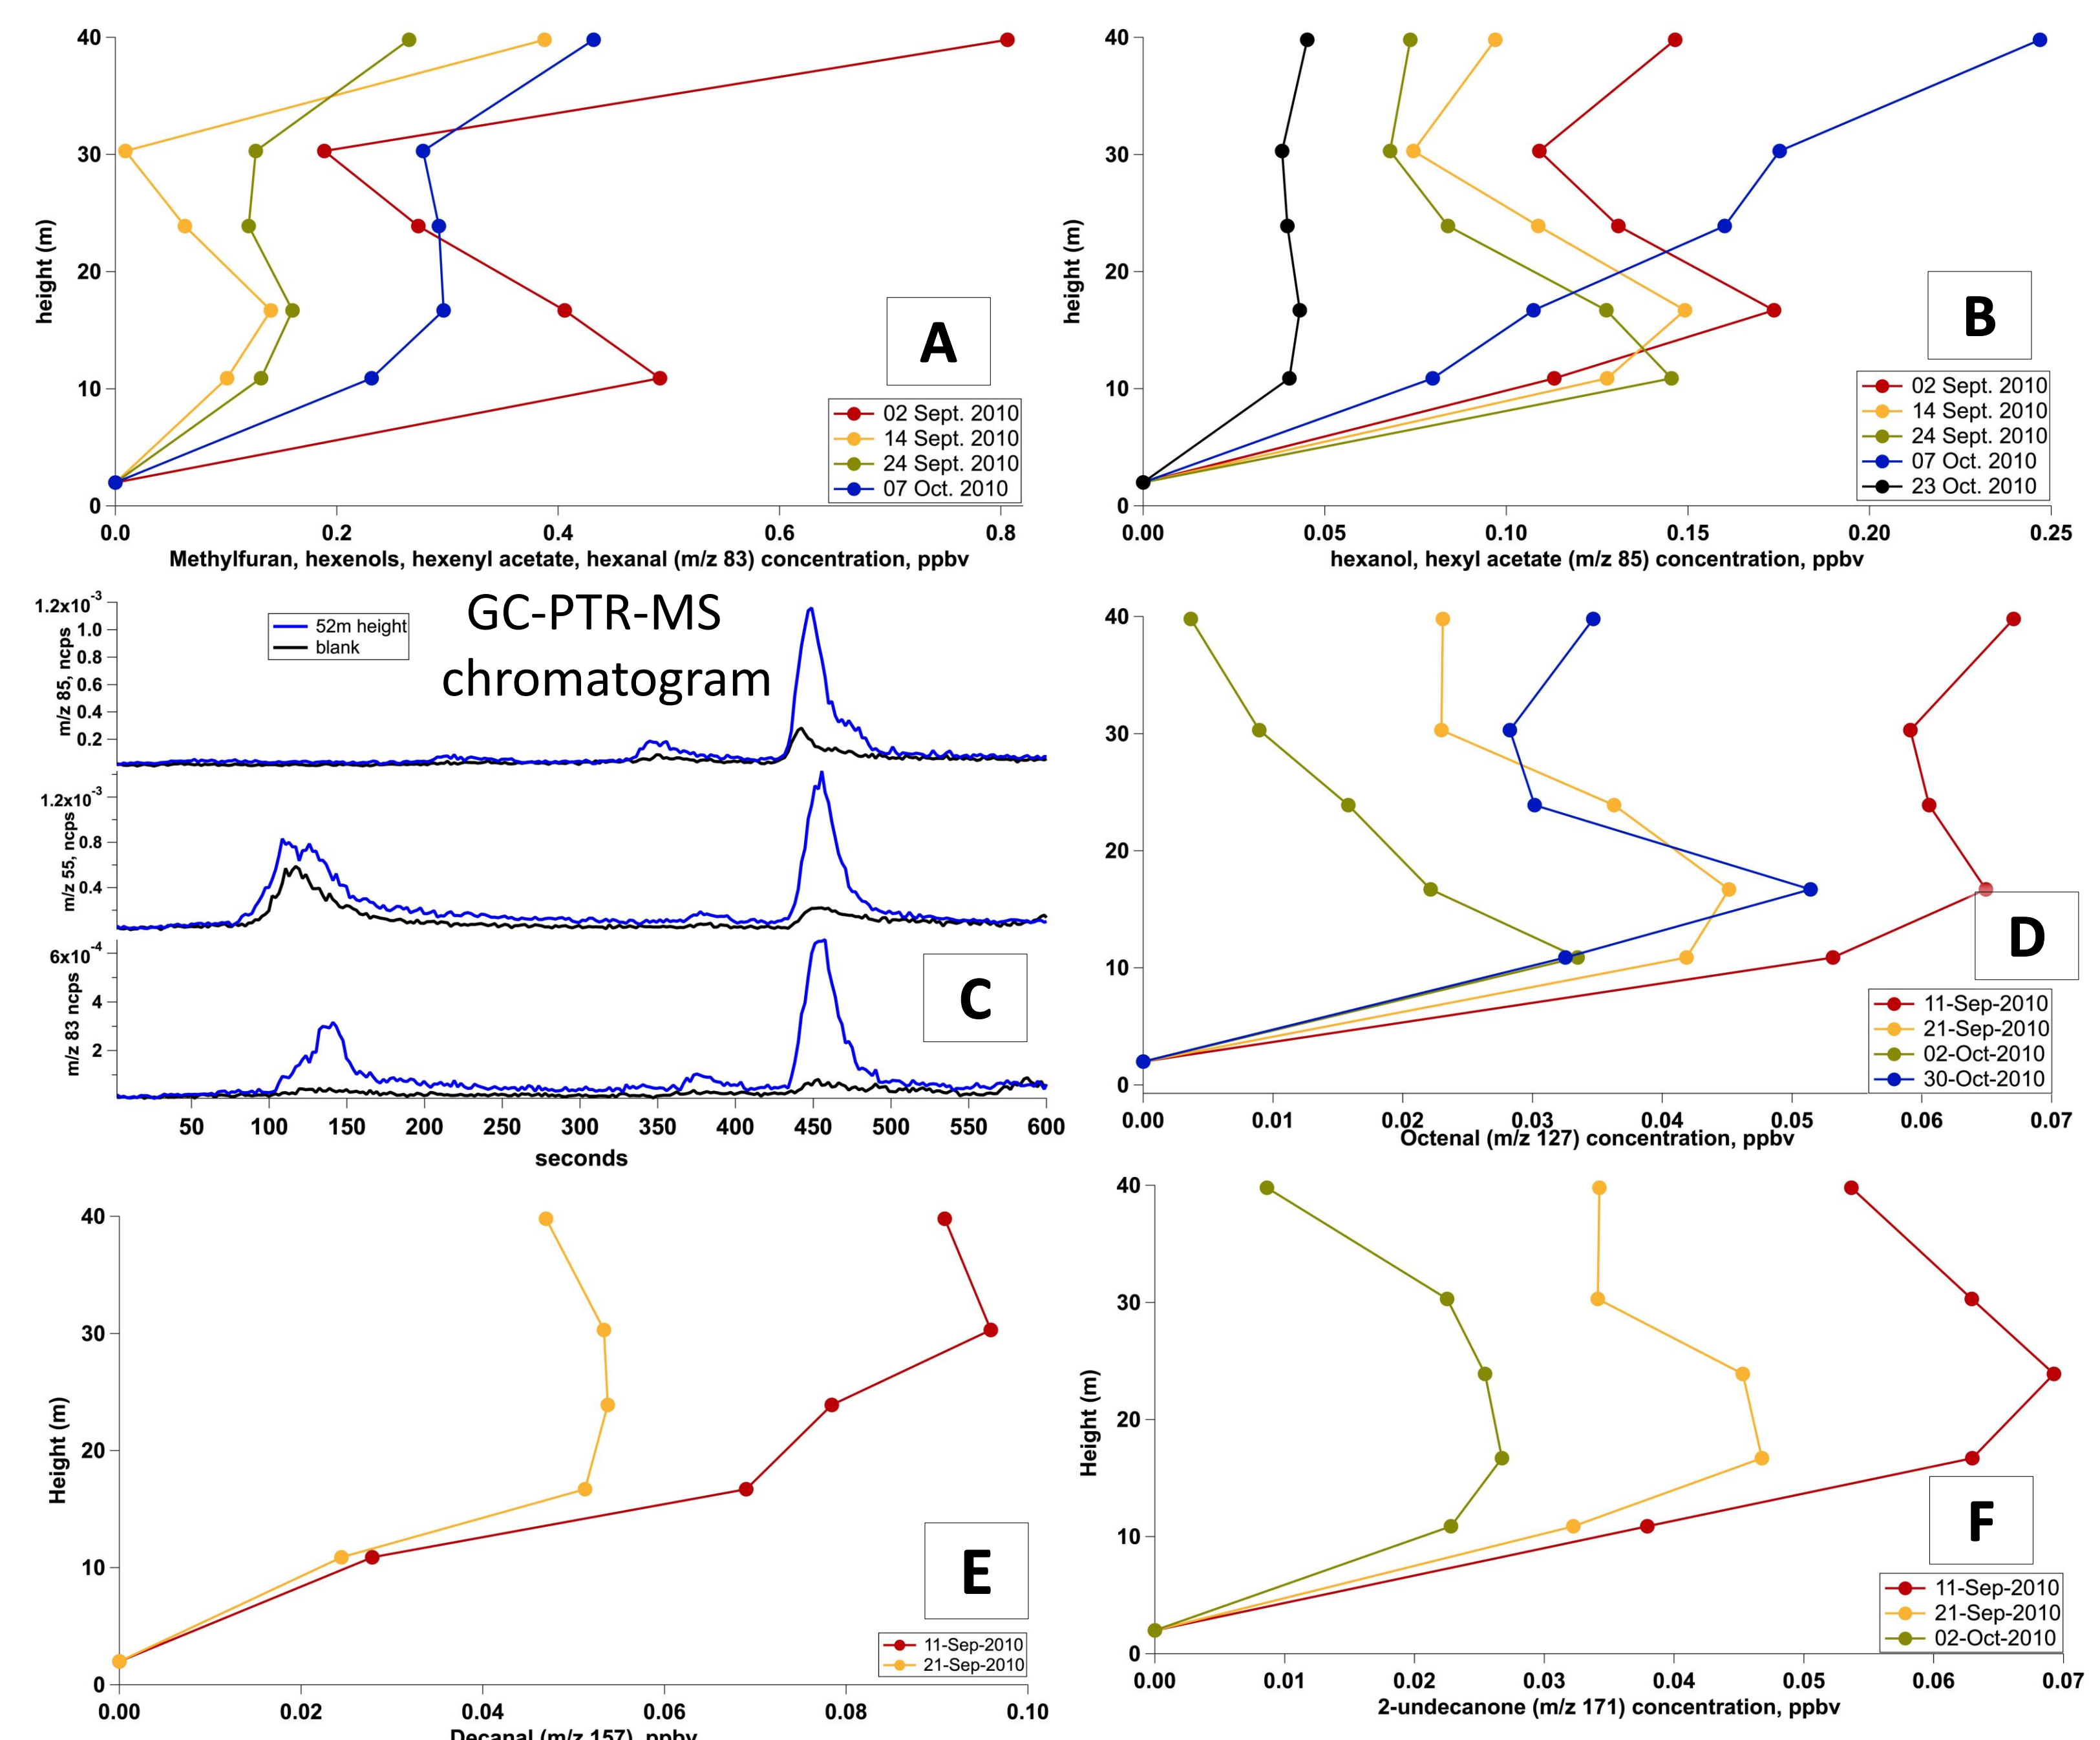 40
30
20
10
0
height (m)
A
02 Sept. 2010
14 Sept. 2010
24 Sept. 2010
07 Oct. 2010
0.0 0.2 0.4 0.6 0.8
Methylfuran, hexenols, hexenyl acetate, hexanal (m/z 83) concentration, ppbv
40
30
20
10
0
height (m)
B
02 Sept. 2010
14 Sept. 2010
24 Sept. 2010
07 Oct. 2010
23 Oct. 2010
0.00 0.05 0.10 0.15 0.20 0.25
hexanol, hexyl acetate (m/z 85) concentration, ppbv
GC-PTR-MS
chromatogram
52m height
blank
1.2x10-3
1.0
0.8
0.6
0.4
0.2
m/z 85, ncps
1.2x10-3
0.8
0.4
m/z 55, ncps
6x10-4
4
2
m/z 83 ncps
C
50 100 150 200 250 300 350 400 450 500 550 600
seconds
40
30
20
10
0
D
11-Sep-2010
21-Sep-2010
02-Oct-2010
30-Oct-2010
0.00 0.01 0.02 0.03 0.04 0.05 0.06 0.07
Octenal (m/z 127) concentration, ppbv
40
30
20
10
0
Height (m)
E
11-Sep-2010
21-Sep-2010
0.00 0.02 0.04 0.06 0.08 0.10
Decanal (m/z 157), ppbv
40
30
20
10
0
Height (m)
F
11-Sep-2010
21-Sep-2010
02-Oct-2010
0.00 0.01 0.02 0.03 0.04 0.05 0.06 0.07
2-undecanone (m/z 171) concentration, ppbv